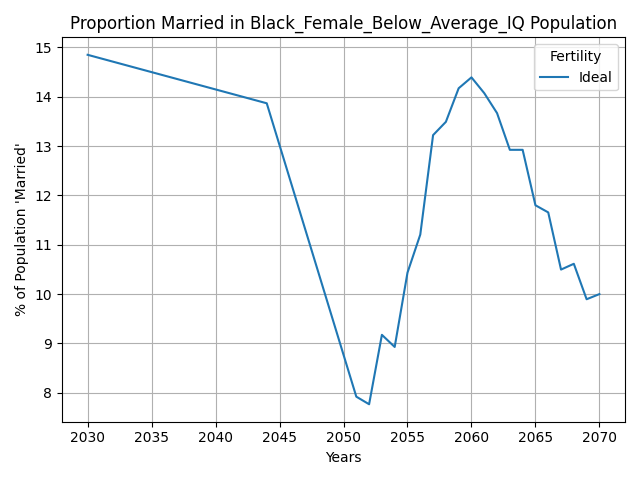 Proportion Married in Black_Female_Below_Average_IQ Population
% of Population 'Married'
15
14
13
12
11
10
9
8
Fertility
Ideal
2030 2035 2040 2045 2050 2055 2060 2065 2070
Years